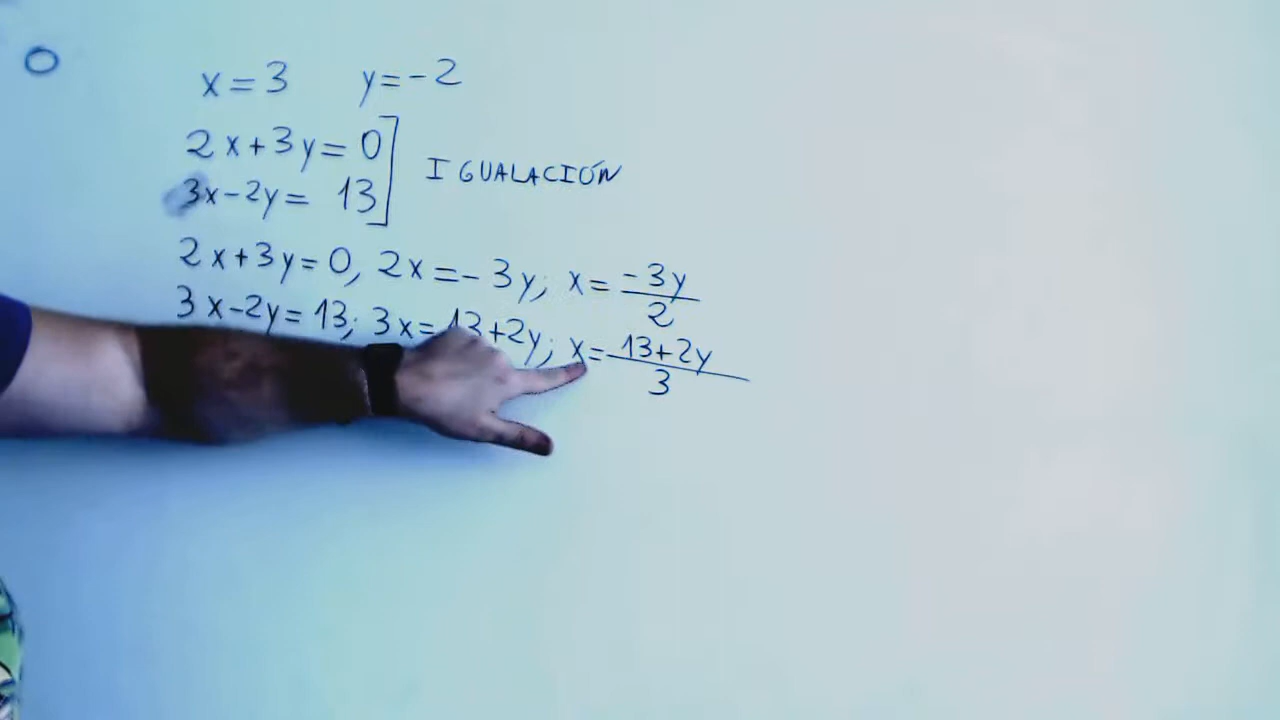 x=3 y=-2
2x+3y=0
3x-2y= 13] IGUALACIÓN
2x+3y=0, 2x=-3y; x=-3y/2
3x-2y=13; 3x=13+2y; x=13+2y/3